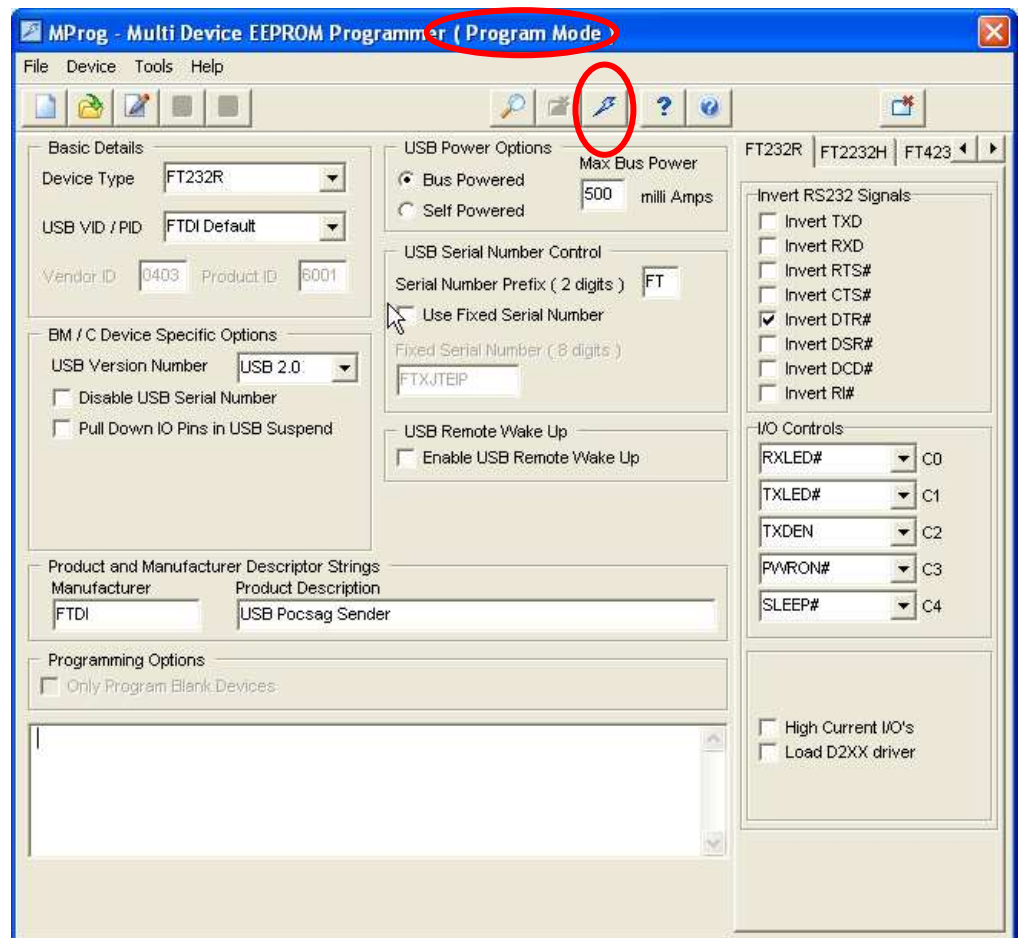 MProg - Multi Device EEPROM Programmer ( Program Mode )
File Device Tools Help
Basic Details
Device Type FT232R
USB VID / PID FTDI Default
Vendor ID 0403 Product ID 6001
BM / C Device Specific Options
USB Version Number USB 2.0
Disable USB Serial Number
Pull Down IO Pins in USB Suspend
USB Power Options
Max Bus Power
Bus Powered
500 milli Amps
Self Powered
USB Serial Number Control
Serial Number Prefix ( 2 digits ) FT
Use Fixed Serial Number
Fixed Serial Number ( 8 digits )
FTXJTEIP
USB Remote Wake Up
Enable USB Remote Wake Up
Product and Manufacturer Descriptor Strings
Manufacturer Product Description
FTDI USB Pocsag Sender
Programming Options
Only Program Blank Devices
FT232R FT2232H FT423
Invert RS232 Signals
Invert TXD
Invert RXD
Invert RTS#
Invert CTS#
Invert DTR#
Invert DSR#
Invert DCD#
Invert RI#
I/O Controls
RXLED# C0
TXLED# C1
TXDEN C2
PWRON# C3
SLEEP# C4
High Current I/O's
Load D2XX driver